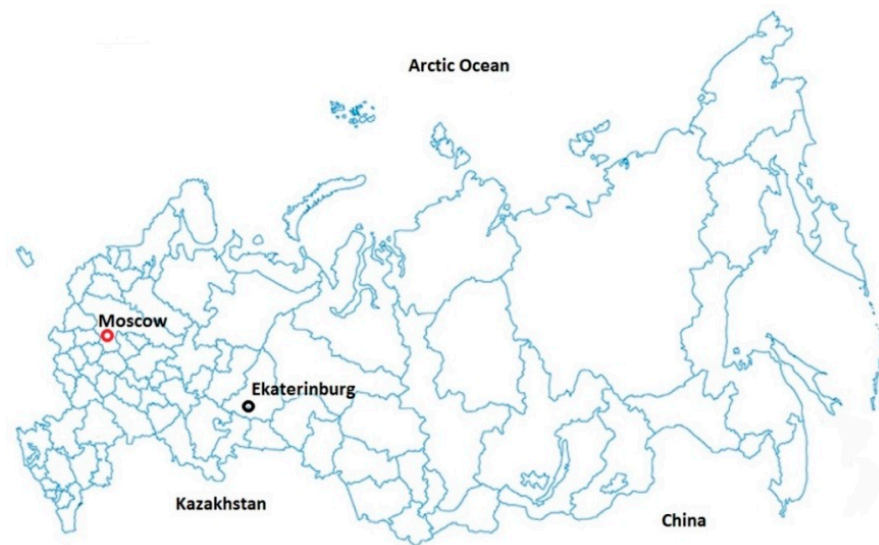 Arctic Ocean
Moscow
Ekaterinburg
Kazakhstan
China